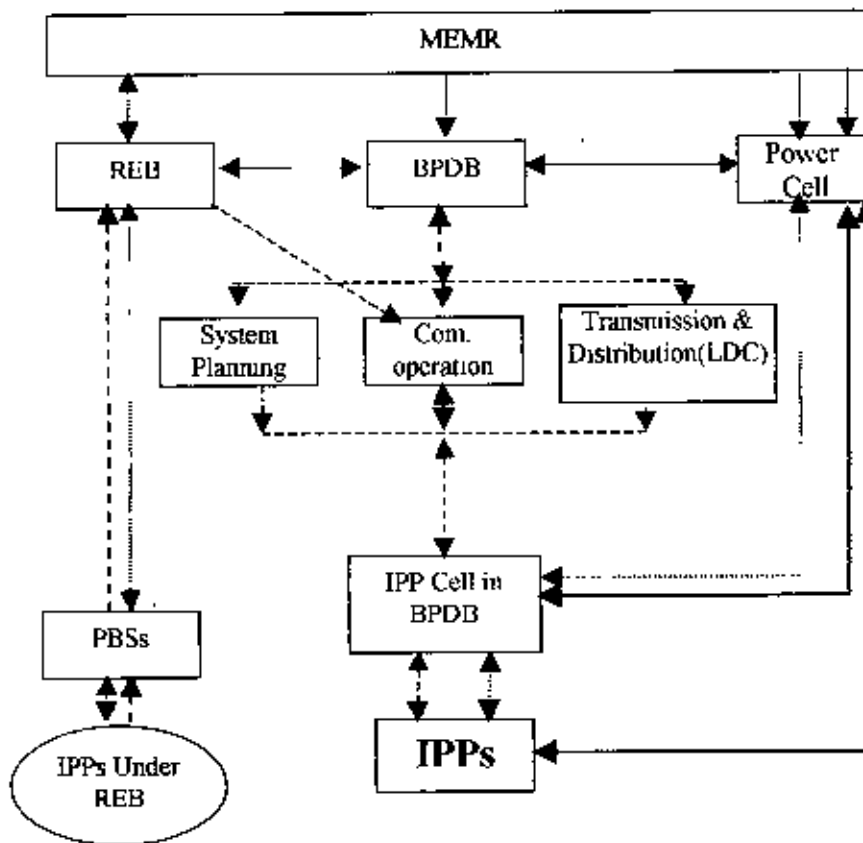 MEMR
REB
BPDB
Power
Cell
System
Planning
Com.
operation
Transmission &
Distribution(LDC)
IPP Cell in
BPDB
PBSs
IPPs
IPPs Under
REB